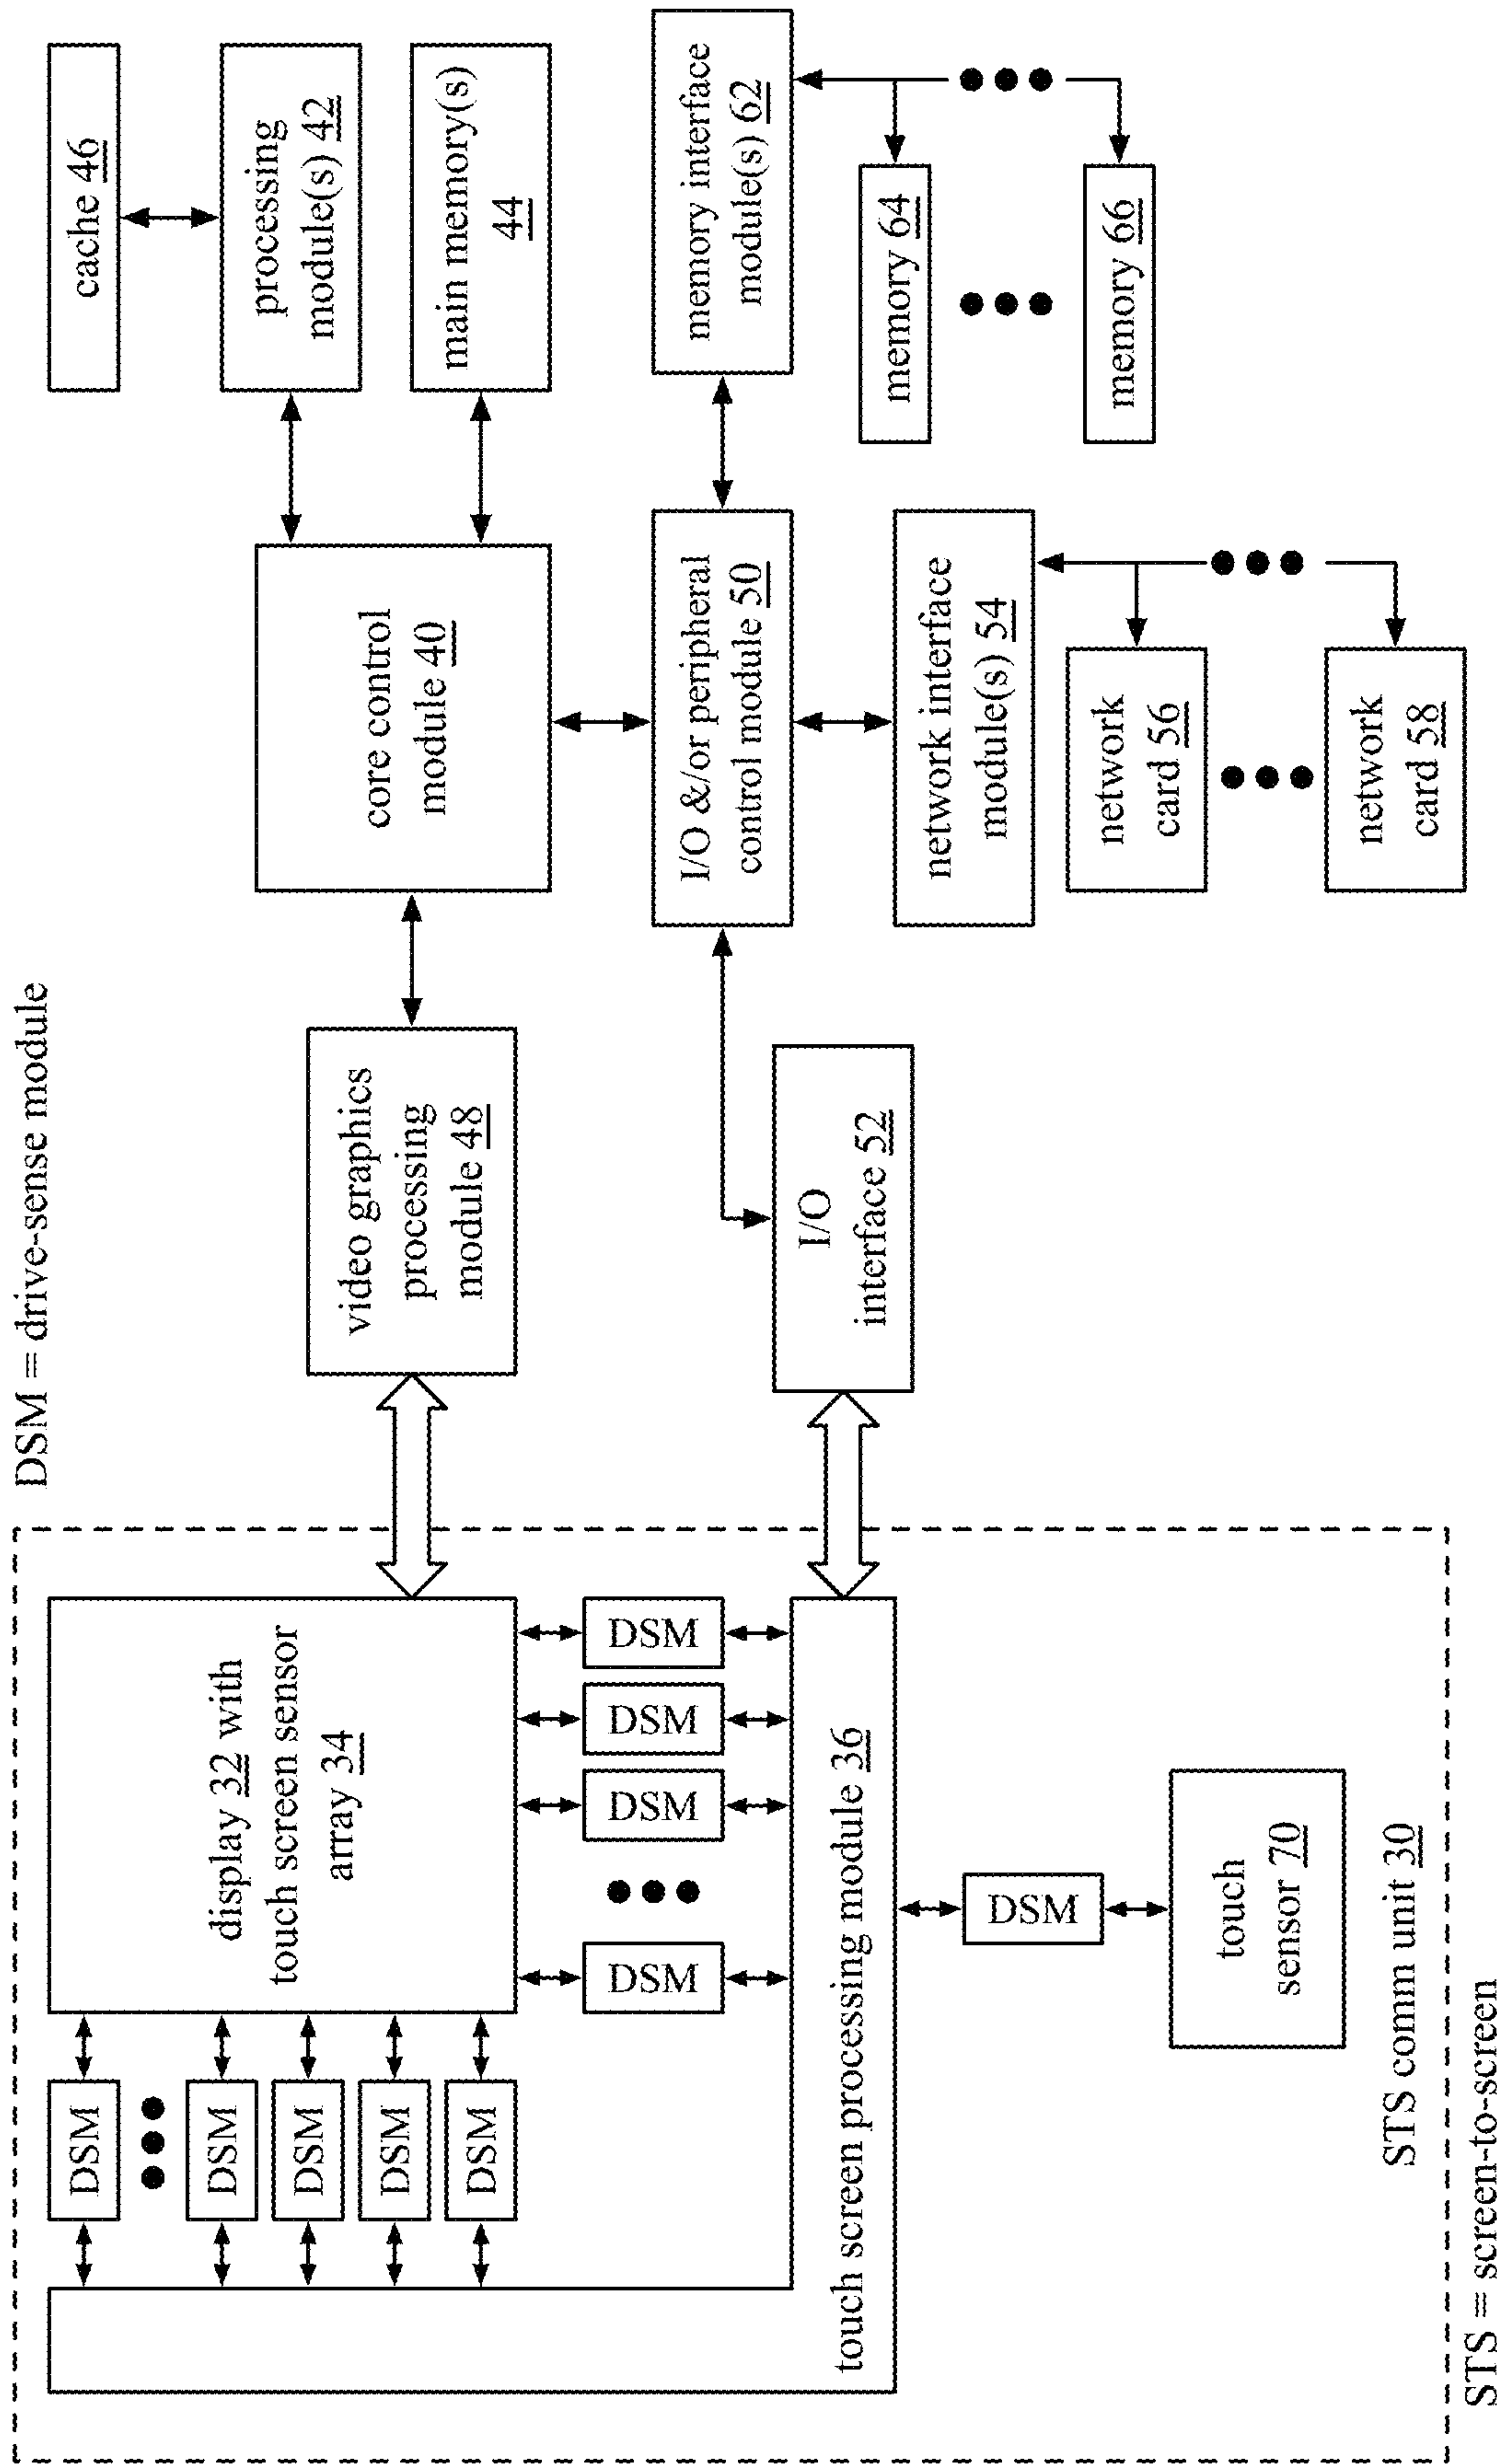 DSM = drive-sense module
display 32 with
touch screen sensor
array 34
DSM
DSM
DSM
DSM
DSM
DSM
DSM
DSM
DSM
touch screen processing module 36
DSM
touch
sensor 70
STS comm unit 30
STS = screen-to-screen
video graphics
processing
module 48
I/O
interface 52
core control
module 40
I/O &/or peripheral
control module 50
network interface
module(s) 54
network
card 56
network
card 58
cache 46
processing
module(s) 42
main memory(s)
44
memory interface
module(s) 62
memory 64
memory 66